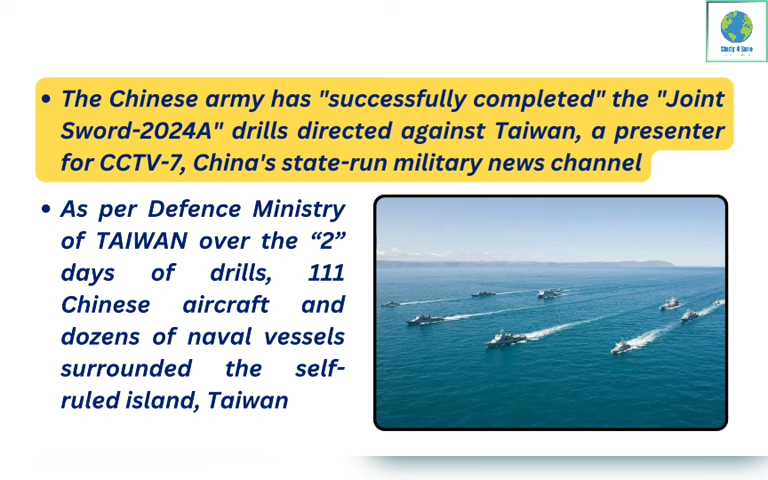 Study 4 Sure
• The Chinese army has "successfully completed" the "Joint
Sword-2024A" drills directed against Taiwan, a presenter
for CCTV-7, China's state-run military news channel
• As per Defence Ministry
of TAIWAN over the “2”
days of drills, 111
Chinese aircraft and
dozens of naval vessels
surrounded the self-
ruled island, Taiwan